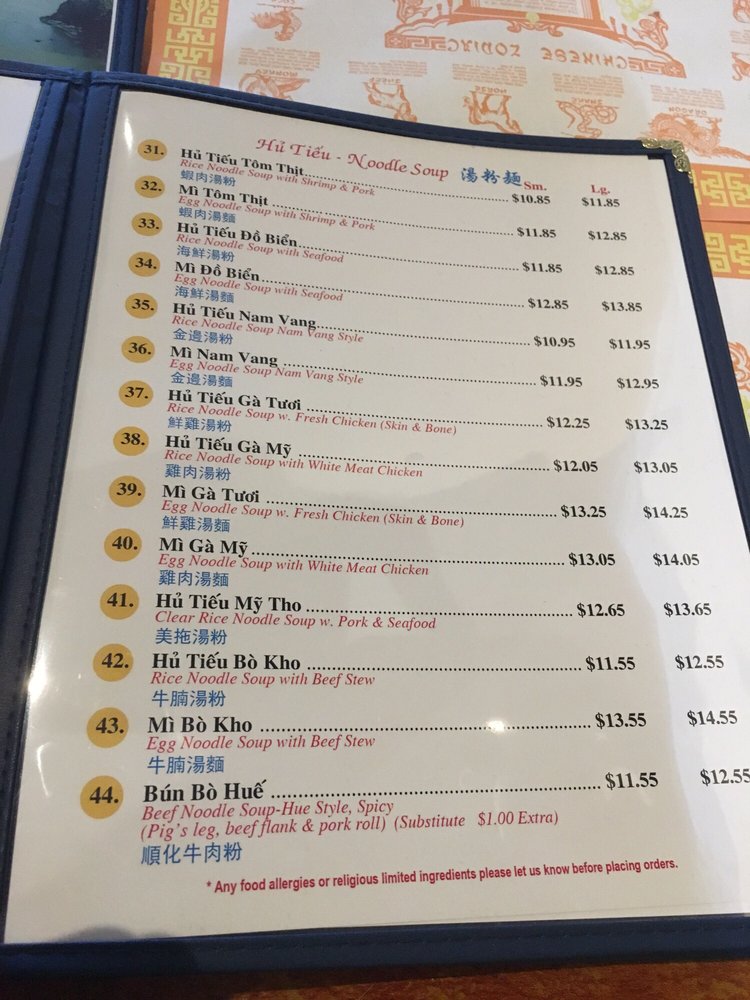 CHINESE ZODIAC
MONKEY
SHEEP
HORSE
SNAKE
DRAGON
Hủ Tiếu - Noodle Soup 湯粉麵
Sm. Lg.
31. Hủ Tiếu Tôm Thịt $10.85 $11.85
Rice Noodle Soup with Shrimp & Pork
蝦肉湯粉
32. Mì Tôm Thịt $11.85 $12.85
Egg Noodle Soup with Shrimp & Pork
蝦肉湯麵
33. Hủ Tiếu Đồ Biển $11.85 $12.85
Rice Noodle Soup with Seafood
海鮮湯粉
34. Mì Đồ Biển $12.85 $13.85
Egg Noodle Soup with Seafood
海鮮湯麵
35. Hủ Tiếu Nam Vang $10.95 $11.95
Rice Noodle Soup Nam Vang Style
金邊湯粉
36. Mì Nam Vang $11.95 $12.95
Egg Noodle Soup Nam Vang Style
金邊湯麵
37. Hủ Tiếu Gà Tươi $12.25 $13.25
Rice Noodle Soup w. Fresh Chicken (Skin & Bone)
鮮雞湯粉
38. Hủ Tiếu Gà Mỹ $12.05 $13.05
Rice Noodle Soup with White Meat Chicken
雞肉湯粉
39. Mì Gà Tươi $13.25 $14.25
Egg Noodle Soup w. Fresh Chicken (Skin & Bone)
鮮雞湯麵
40. Mì Gà Mỹ $13.05 $14.05
Egg Noodle Soup with White Meat Chicken
雞肉湯麵
41. Hủ Tiếu Mỹ Tho $12.65 $13.65
Clear Rice Noodle Soup w. Pork & Seafood
美拖湯粉
42. Hủ Tiếu Bò Kho $11.55 $12.55
Rice Noodle Soup with Beef Stew
牛腩湯粉
43. Mì Bò Kho $13.55 $14.55
Egg Noodle Soup with Beef Stew
牛腩湯麵
44. Bún Bò Huế $11.55 $12.55
Beef Noodle Soup-Hue Style, Spicy
(Pig's leg, beef flank & pork roll) (Substitute $1.00 Extra)
順化牛肉粉
* Any food allergies or religious limited ingredients please let us know before placing orders.